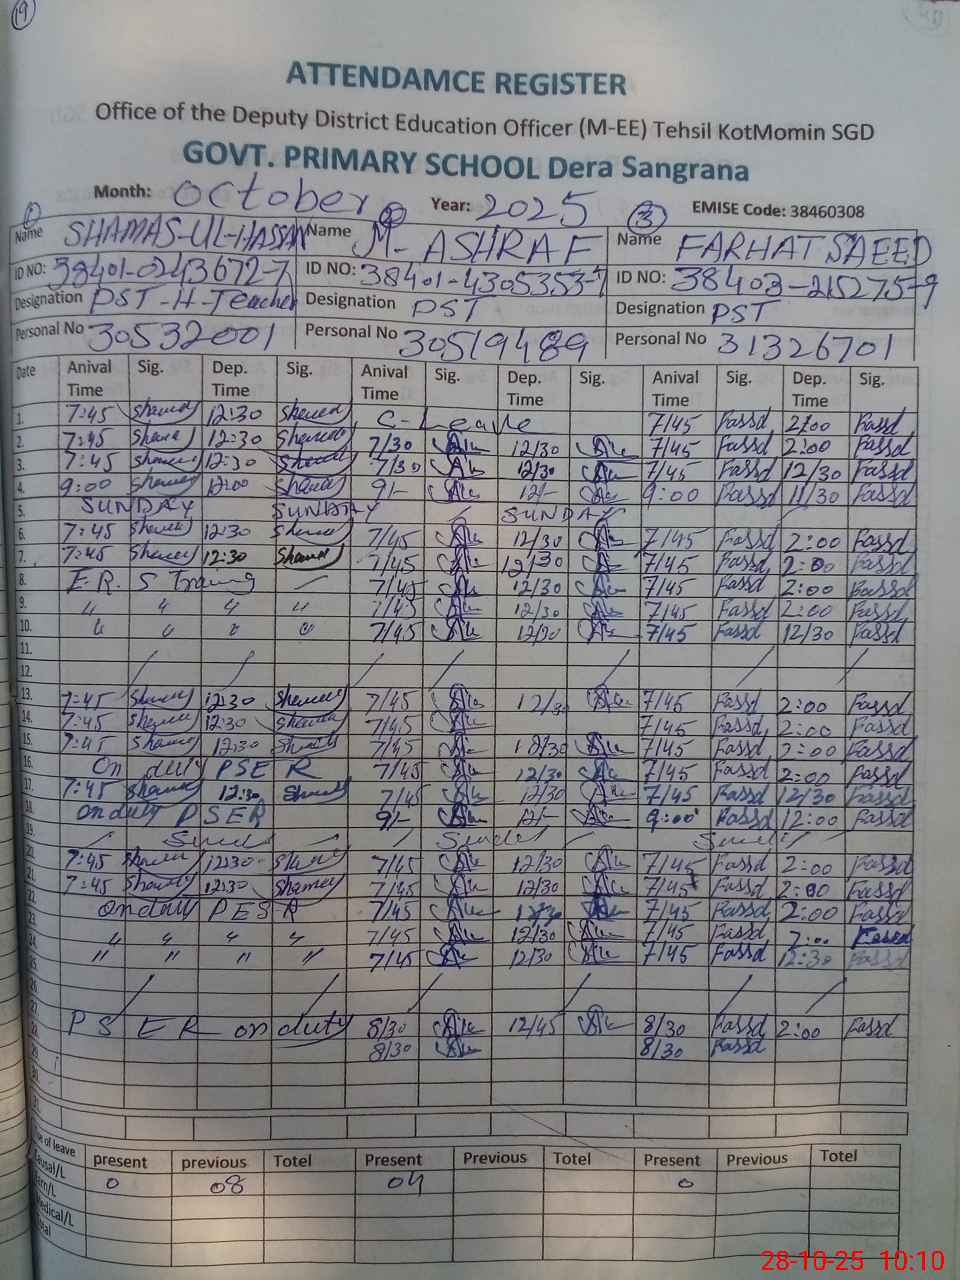 19
ATTENDAMCE REGISTER
Office of the Deputy District Education Officer (M-EE) Tehsil KotMomin SGD
GOVT. PRIMARY SCHOOL Dera Sangrana
Month: October Year: 2025 EMISE Code: 38460308
1 2 3
Name SHAMAS-UL-HASSAN Name M- ASHRAF Name FARHAT SAEED
ID NO: 38401-0243672-7 ID NO: 38401-4305353-7 ID NO: 38403-215275-9
Designation PST-H-Teacher Designation PST Designation PST
Personal No 30532001 Personal No 30519489 Personal No 31326701
Date Anival Time Sig. Dep. Time Sig. Anival Time Sig. Dep. Time Sig. Anival Time Sig. Dep. Time Sig.
1. 7:45 12:30 C-Leave 7/45 Fassd 2:00 Fassd
2. 7:45 12:30 7/30 12/30 7/45 Fassd 2:00 Fassd
3. 7:45 12:30 7/30 12/30 7/45 Fassd 12/30 Fassd
4. 9:00 12:00 9/- 12/- 9:00 Fassd 11/30 Fassd
5. SUNDAY SUNDAY SUNDAY
6. 7:45 12:30 7/45 12/30 7/45 Fassd 2:00 Fassd
7. 7:45 12:30 7/45 12/30 7/45 Fassd 2:00 Fassd
8. E.R.S 7/45 12/30 7/45 Fassd 2:00 Fassd
9. " " " " 7/45 12/30 7/45 Fassd 2:00 Fassd
10. " " " " 7/45 12/30 7/45 Fassd 12/30 Fassd
11.
12.
13. 7:45 12:30 7/45 12/30 7/45 Fassd 2:00 Fassd
14. 7:45 12:30 7/45 7/45 Fassd 2:00 Fassd
15. 7:45 12:30 7/45 12/30 7/45 Fassd 2:00 Fassd
16. On duty PSER 7/45 12/30 7/45 Fassd 2:00 Fassd
17. 7:45 12:30 7/45 12/30 7/45 Fassd 12/30 Fassd
18. on duty PSER 9/- 12/- 9:00 Fassd 12:00 Fassd
19.
20. 7:45 12:30 7/45 12/30 7/45 Fassd 2:00 Fassd
21. 7:45 12:30 7/45 12/30 7/45 Fassd 2:00 Fassd
22. on duty PESR 7/45 7/45 Fassd 2:00 Fassd
23. " " " " 7/45 12/30 7/45 Fassd 2:00 Fassd
24. " " " " 7/45 12/30 7/45 Fassd 12:30 Fassd
PSER on duty 8/30 12/45 8/30 Fassd 2:00 Fassd
8/30 8/30 Fassd
of leave present previous Totel Present Previous Totel Present Previous Totel
0 08 04 0
28-10-25 10:10